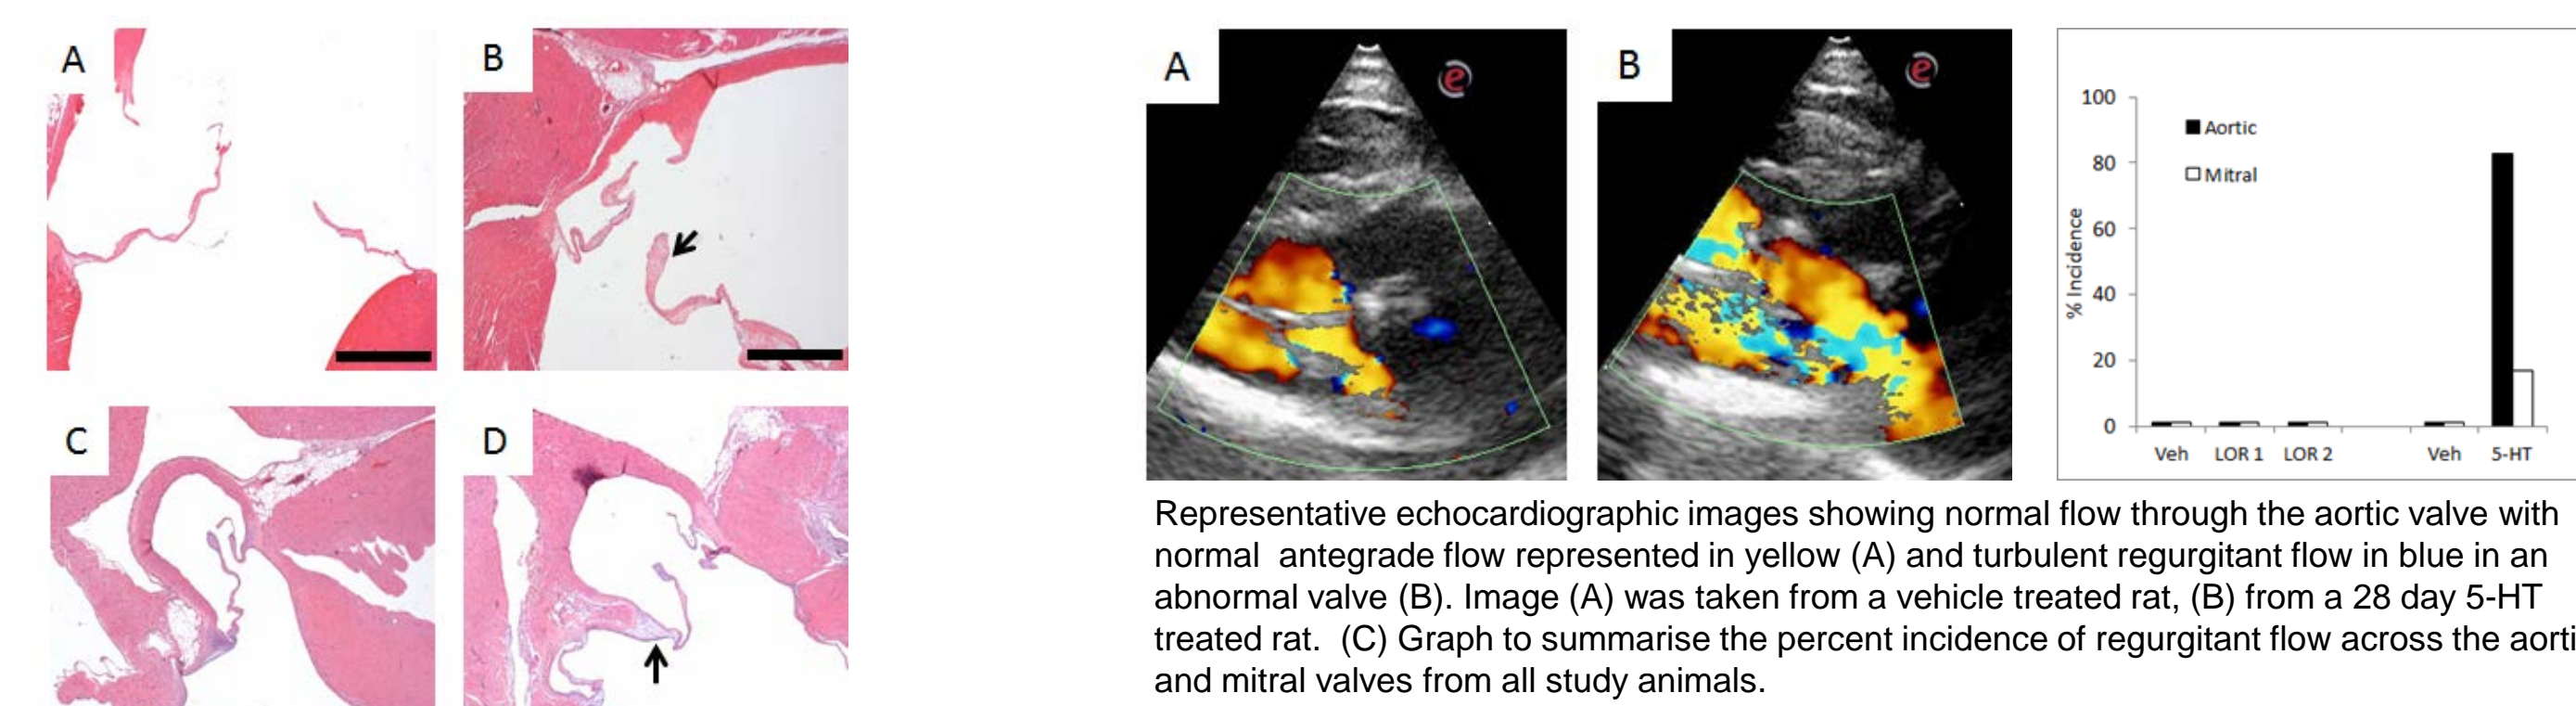 A
B
C
D
A
B
e
e
100
80
60
40
20
0
% Incidence
Aortic
Mitral
Veh LOR 1 LOR 2 Veh 5-HT
Representative echocardiographic images showing normal flow through the aortic valve with
normal antegrade flow represented in yellow (A) and turbulent regurgitant flow in blue in an
abnormal valve (B). Image (A) was taken from a vehicle treated rat, (B) from a 28 day 5-HT
treated rat. (C) Graph to summarise the percent incidence of regurgitant flow across the aorti
and mitral valves from all study animals.